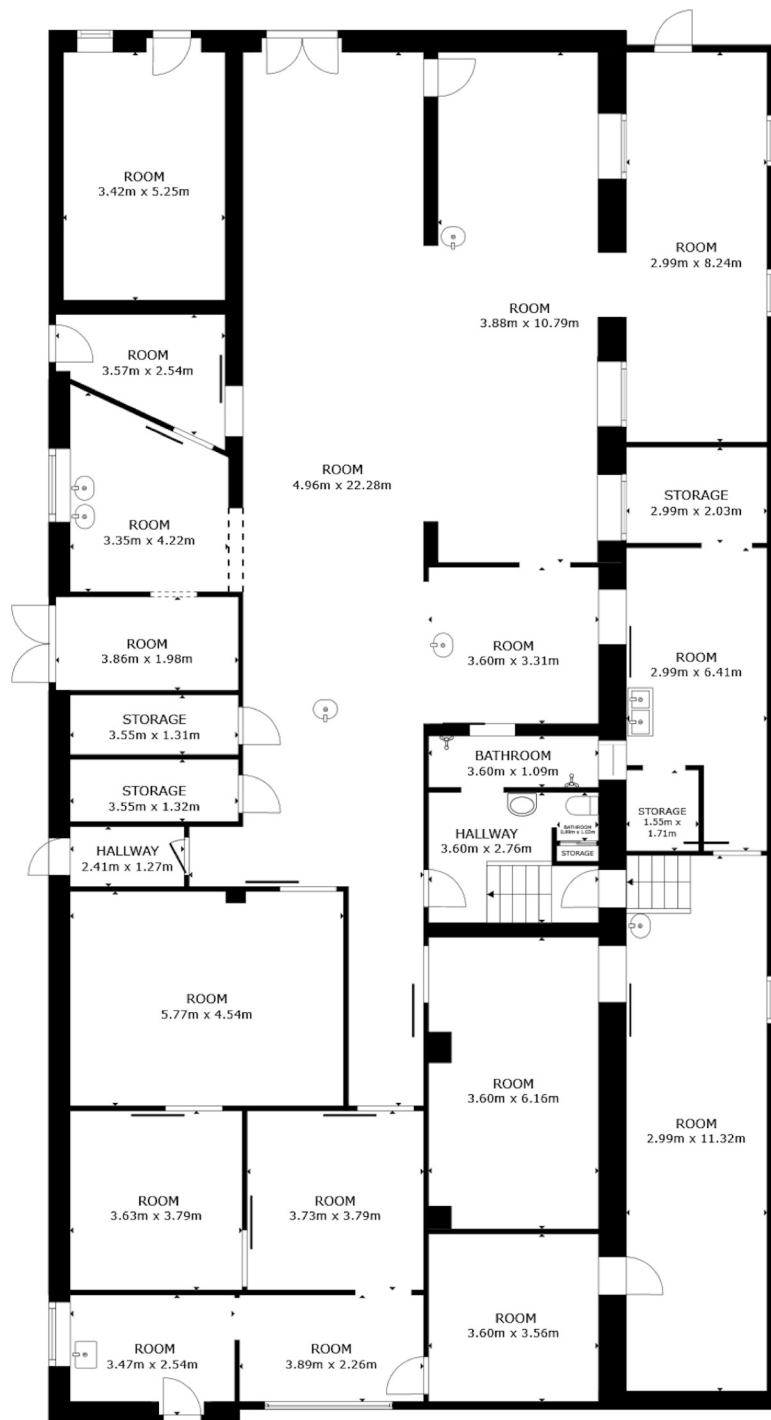 ROOM
3.42m x 5.25m
ROOM
2.99m x 8.24m
ROOM
3.88m x 10.79m
ROOM
3.57m x 2.54m
ROOM
4.96m x 22.28m
STORAGE
2.99m x 2.03m
ROOM
3.35m x 4.22m
ROOM
3.86m x 1.98m
ROOM
3.60m x 3.31m
ROOM
2.99m x 6.41m
STORAGE
3.55m x 1.31m
BATHROOM
3.60m x 1.09m
STORAGE
3.55m x 1.32m
STORAGE
1.55m x
1.71m
HALLWAY
3.60m x 2.76m
BATHROOM
STORAGE
HALLWAY
2.41m x 1.27m
ROOM
5.77m x 4.54m
ROOM
3.60m x 6.16m
ROOM
2.99m x 11.32m
ROOM
3.63m x 3.79m
ROOM
3.73m x 3.79m
ROOM
3.60m x 3.56m
ROOM
3.47m x 2.54m
ROOM
3.89m x 2.26m